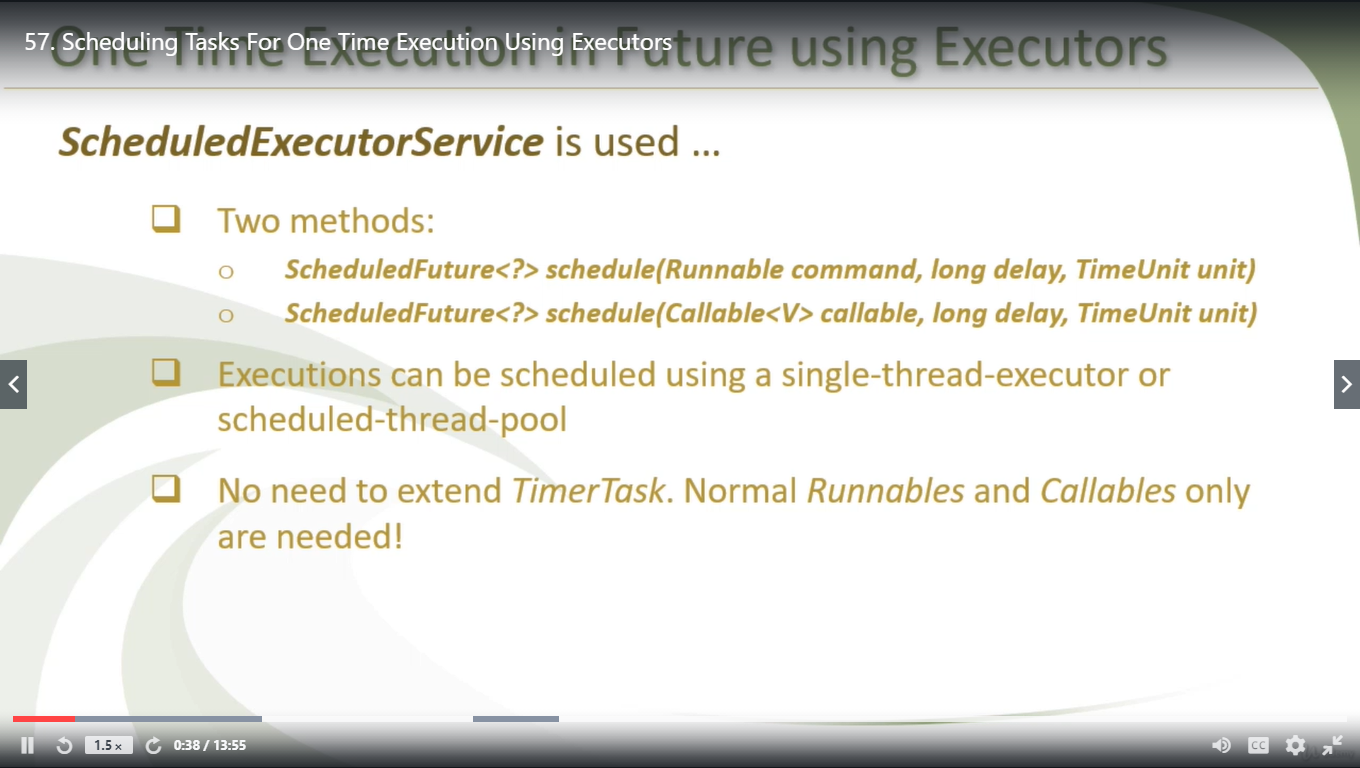 57. Scheduling Tasks For One Time Execution Using Executors
One Time Execution in Future using Executors
ScheduledExecutorService is used ...
Two methods:
ScheduledFuture<?> schedule(Runnable command, long delay, TimeUnit unit)
ScheduledFuture<?> schedule(Callable<V> callable, long delay, TimeUnit unit)
Executions can be scheduled using a single-thread-executor or
scheduled-thread-pool
No need to extend TimerTask. Normal Runnables and Callables only
are needed!
1.5 x 0:38 / 13:55 CC